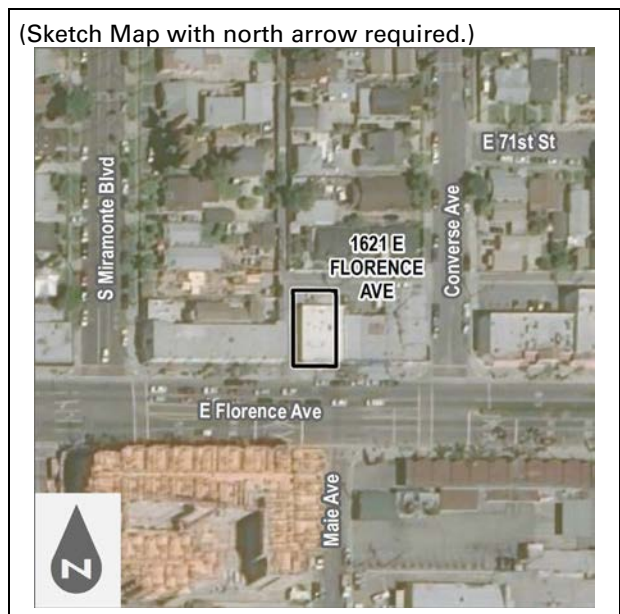 (Sketch Map with north arrow required.)
E 71st St
S Miramonte Blvd
1621 E
FLORENCE
AVE
Converse Ave
E Florence Ave
Maie Ave
N